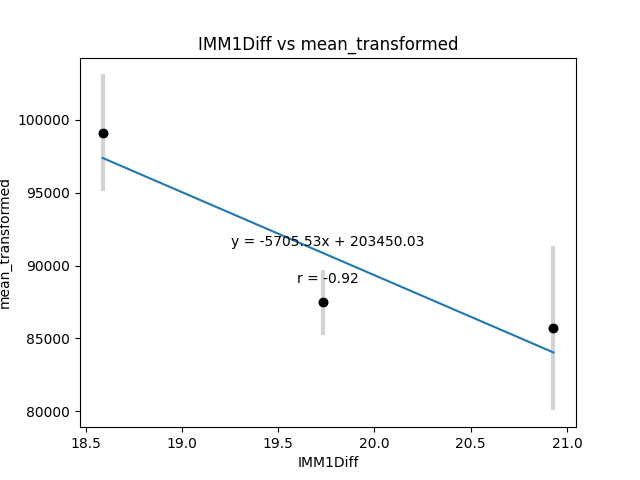 IMM1Diff vs mean_transformed
mean_transformed
100000
95000
90000
85000
80000
y = -5705.53x + 203450.03
r = -0.92
18.5 19.0 19.5 20.0 20.5 21.0
IMM1Diff